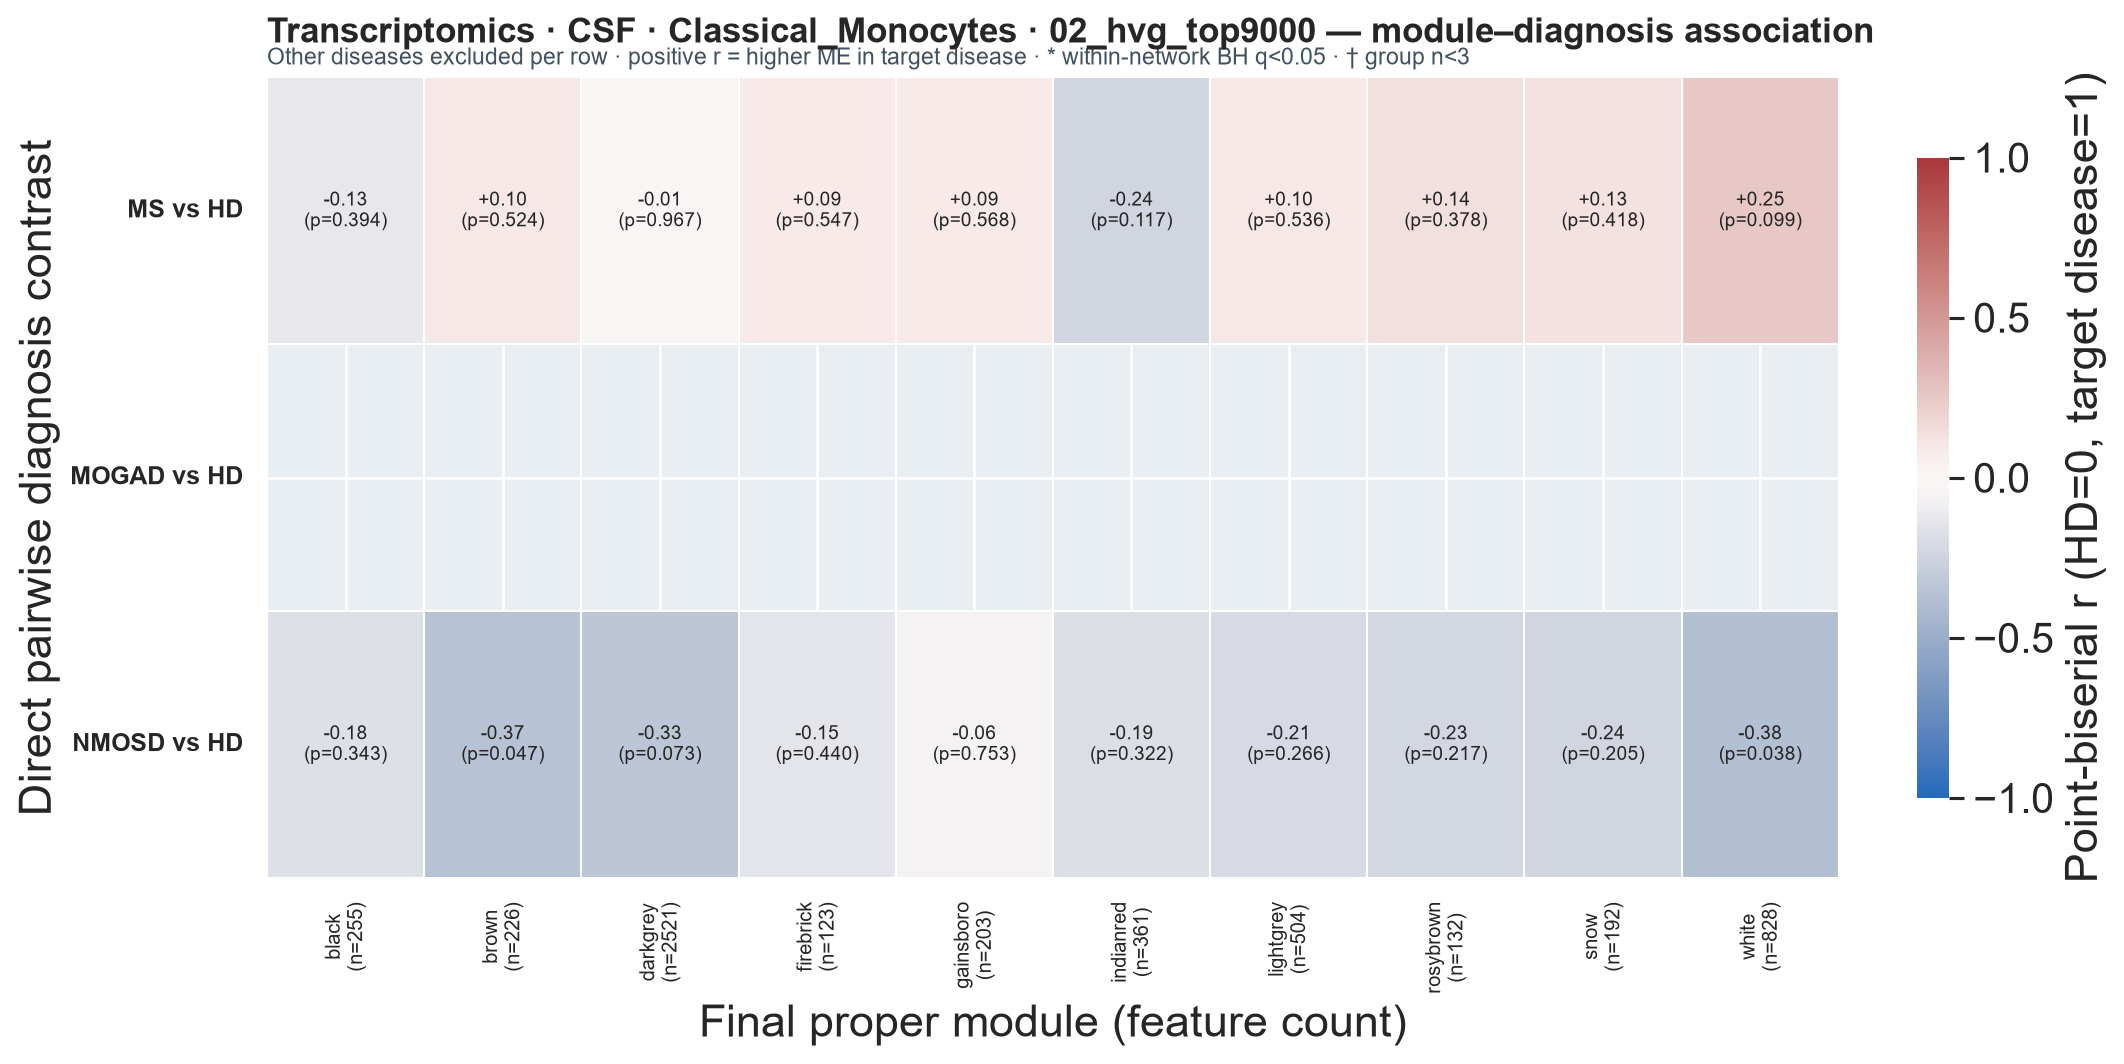 Transcriptomics · CSF · Classical_Monocytes · 02_hvg_top9000 — module–diagnosis association
Other diseases excluded per row · positive r = higher ME in target disease · * within-network BH q<0.05 · † group n<3
Direct pairwise diagnosis contrast
MS vs HD
-0.13
(p=0.394)
+0.10
(p=0.524)
-0.01
(p=0.967)
+0.09
(p=0.547)
+0.09
(p=0.568)
-0.24
(p=0.117)
+0.10
(p=0.536)
+0.14
(p=0.378)
+0.13
(p=0.418)
+0.25
(p=0.099)
MOGAD vs HD
NMOSD vs HD
-0.18
(p=0.343)
-0.37
(p=0.047)
-0.33
(p=0.073)
-0.15
(p=0.440)
-0.06
(p=0.753)
-0.19
(p=0.322)
-0.21
(p=0.266)
-0.23
(p=0.217)
-0.24
(p=0.205)
-0.38
(p=0.038)
black
(n=255)
brown
(n=226)
darkgrey
(n=2521)
firebrick
(n=123)
gainsboro
(n=203)
indianred
(n=361)
lightgrey
(n=504)
rosybrown
(n=132)
snow
(n=192)
white
(n=828)
Final proper module (feature count)
1.0
0.5
0.0
−0.5
−1.0
Point-biserial r (HD=0, target disease=1)